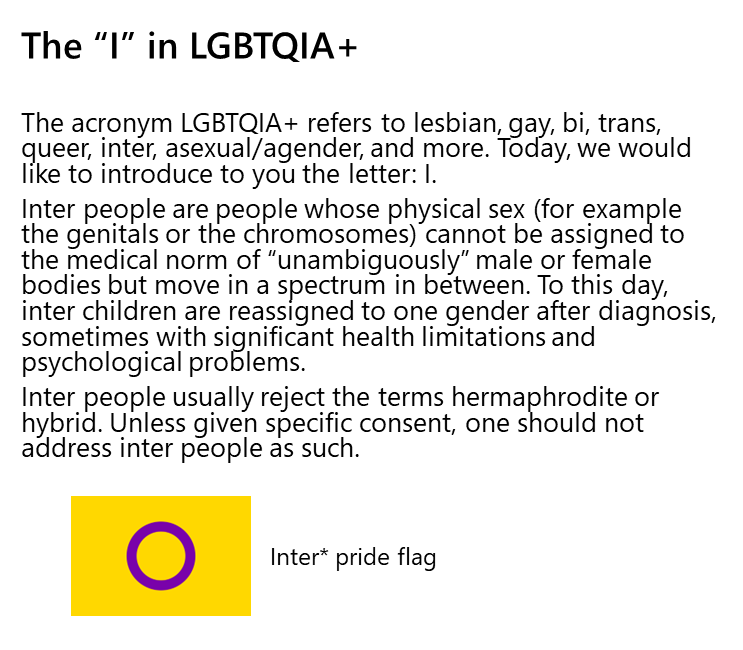 The “I” in LGBTQIA+
The acronym LGBTQIA+ refers to lesbian, gay, bi, trans,
queer, inter, asexual/agender, and more. Today, we would
like to introduce to you the letter: I.
Inter people are people whose physical sex (for example
the genitals or the chromosomes) cannot be assigned to
the medical norm of “unambiguously” male or female
bodies but move in a spectrum in between. To this day,
inter children are reassigned to one gender after diagnosis,
sometimes with significant health limitations and
psychological problems.
Inter people usually reject the terms hermaphrodite or
hybrid. Unless given specific consent, one should not
address inter people as such.
Inter* pride flag